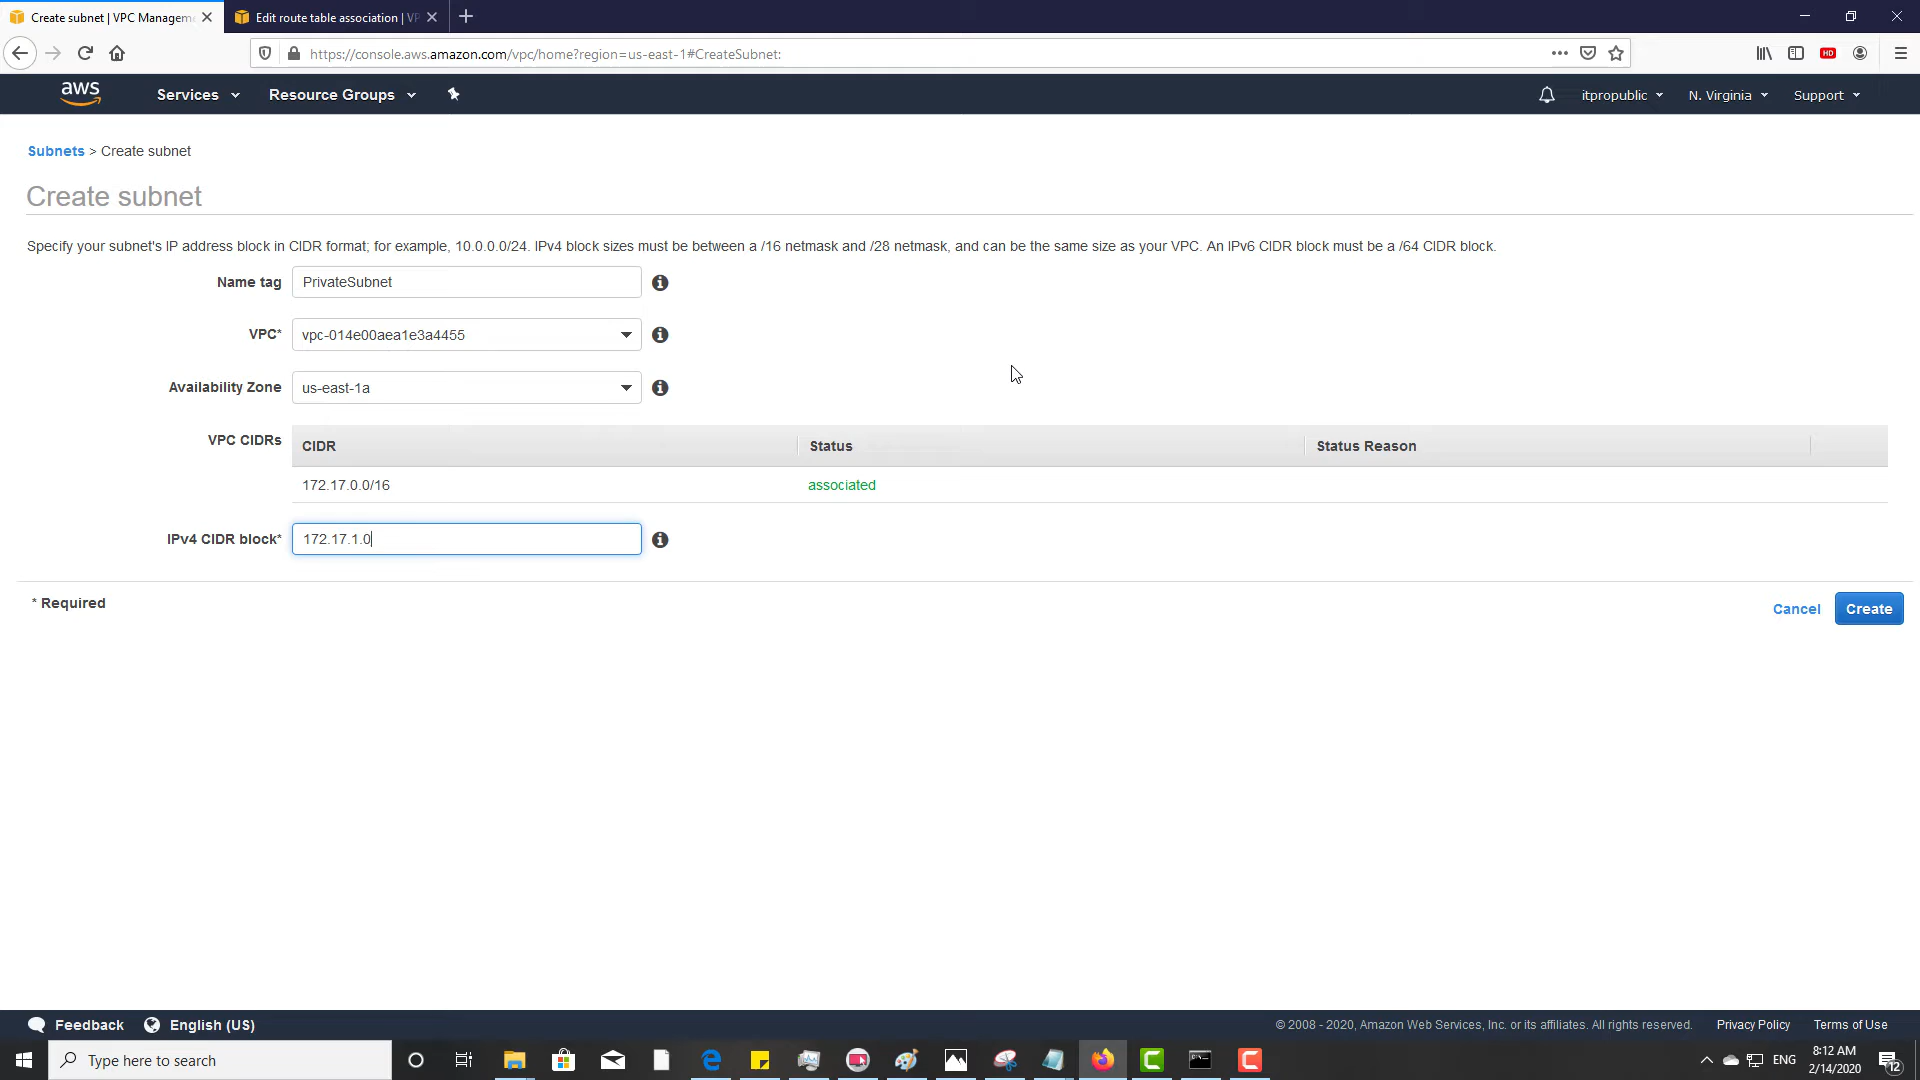 Create subnet | VPC Managem
Edit route table association | VP
https://console.aws.amazon.com/vpc/home?region=us-east-1#CreateSubnet:
HD
aws
Services
Resource Groups
itpropublic
N. Virginia
Support
Subnets > Create subnet
Create subnet
Specify your subnet's IP address block in CIDR format; for example, 10.0.0.0/24. IPv4 block sizes must be between a /16 netmask and /28 netmask, and can be the same size as your VPC. An IPv6 CIDR block must be a /64 CIDR block.
Name tag PrivateSubnet
VPC* vpc-014e00aea1e3a4455
Availability Zone us-east-1a
VPC CIDRs CIDR Status Status Reason
172.17.0.0/16 associated
IPv4 CIDR block* 172.17.1.0
* Required
Cancel Create
Feedback English (US)
© 2008 - 2020, Amazon Web Services, Inc. or its affiliates. All rights reserved. Privacy Policy Terms of Use
Type here to search
ENG
8:12 AM
2/14/2020
12